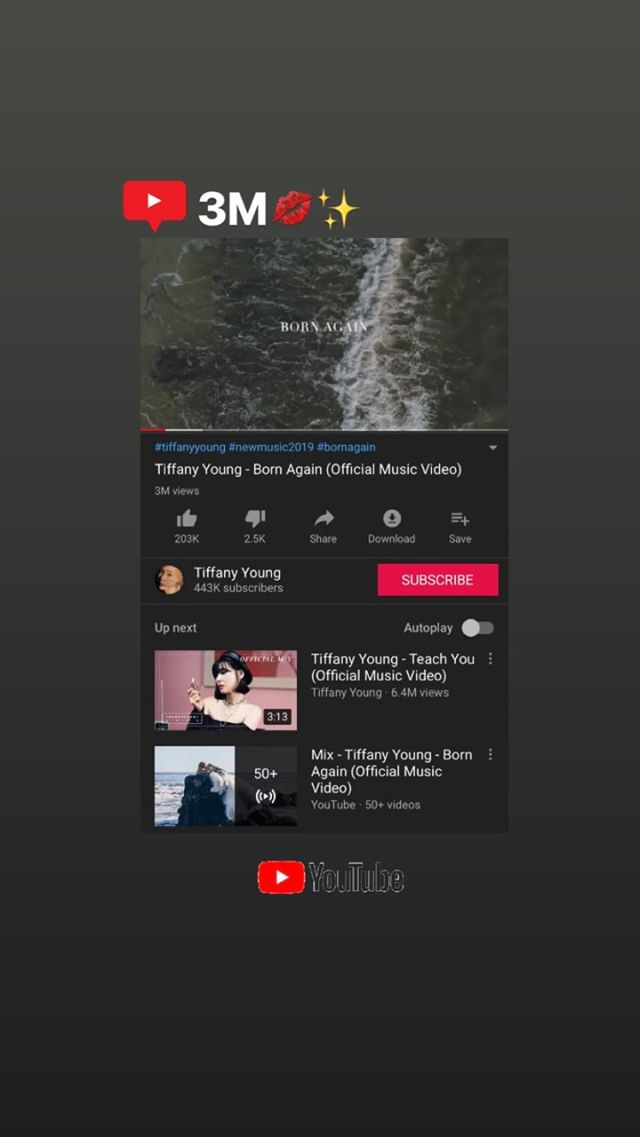 3M💋✨
BORN AGAIN
#tiffanyyoung #newmusic2019 #bornagain
Tiffany Young - Born Again (Official Music Video)
3M views
203K 2.5K Share Download Save
Tiffany Young
443K subscribers
SUBSCRIBE
Up next Autoplay
OFFICIAL M/V
3:13
Tiffany Young - Teach You
(Official Music Video)
Tiffany Young · 6.4M views
50+
Mix - Tiffany Young - Born
Again (Official Music
Video)
YouTube · 50+ videos
YouTube